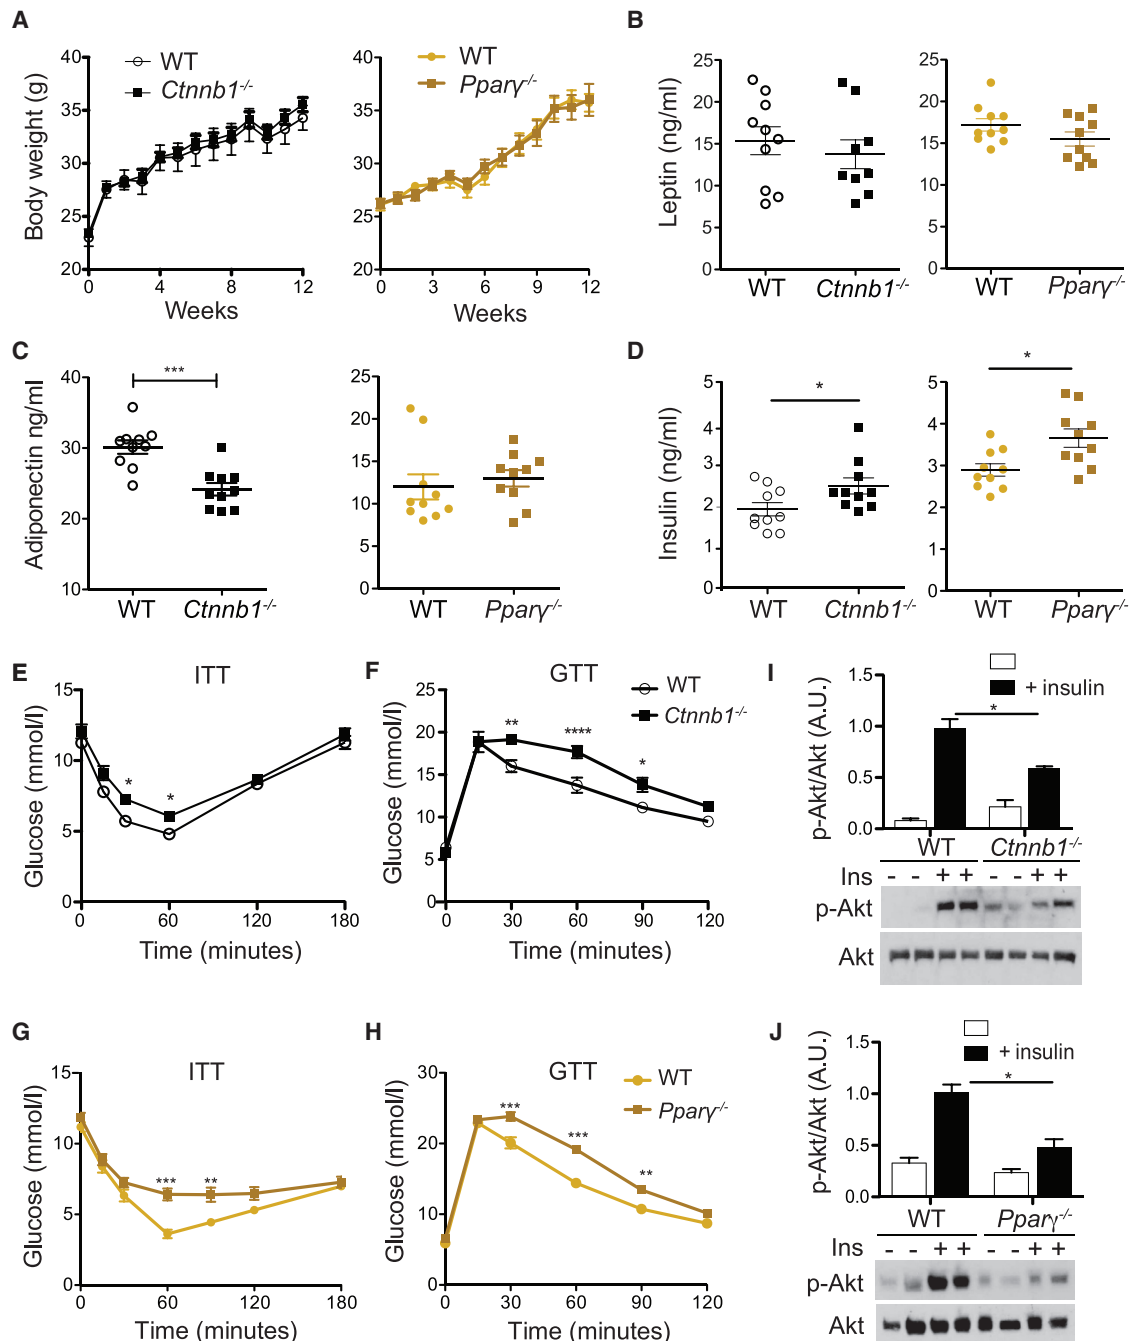 A
WT
Ctnnb1-/-
Body weight (g)
40
35
30
25
20
0
4
8
12
Weeks
WT
Pparγ-/-
40
35
30
25
20
0
3
6
9
12
Weeks
B
Leptin (ng/ml)
25
20
15
10
5
0
WT
Ctnnb1-/-
25
20
15
10
5
0
WT
Pparγ-/-
C
Adiponectin ng/ml
40
30
20
10
***
WT
Ctnnb1-/-
25
20
15
10
5
0
WT
Pparγ-/-
D
Insulin (ng/ml)
5
4
3
2
1
0
*
WT
Ctnnb1-/-
5
4
3
2
1
0
*
WT
Pparγ-/-
E
ITT
Glucose (mmol/l)
15
10
5
0
*
*
0
60
120
180
Time (minutes)
F
GTT
WT
Ctnnb1-/-
Glucose (mmol/l)
25
20
15
10
5
0
**
****
*
0
30
60
90
120
Time (minutes)
I
+ insulin
p-Akt/Akt (A.U.)
1.5
1.0
0.5
0.0
*
WT
Ctnnb1-/-
Ins - - + + - - + +
p-Akt
Akt
G
ITT
Glucose (mmol/l)
15
10
5
0
***
**
0
60
120
180
Time (minutes)
H
GTT
WT
Pparγ-/-
Glucose (mmol/l)
30
20
10
0
***
***
**
0
30
60
90
120
Time (minutes)
J
+ insulin
p-Akt/Akt (A.U.)
1.5
1.0
0.5
0.0
*
WT
Pparγ-/-
Ins - - + + - - + +
p-Akt
Akt